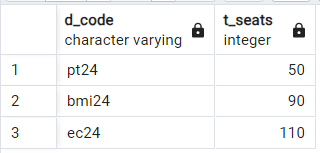 d_code t_seats
character varying integer
1 pt24 50
2 bmi24 90
3 ec24 110